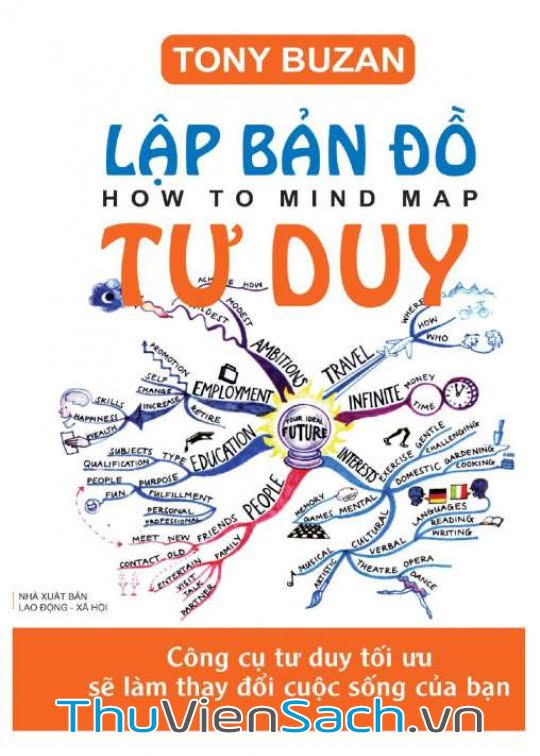 TONY BUZAN
LẬP BẢN ĐỒ
HOW TO MIND MAP
TƯ DUY
HOW
MODEST
AMBITIONS
TRAVEL
WHERE
HOW
WHO
PROMOTION
SELF
CHANGE
INCREASE
SKILLS
HAPPINESS
WEALTH
EMPLOYMENT
RETIRE
INFINITE
MONEY
TIME
YOUR IDEAL
FUTURE
EDUCATION
SUBJECTS
TYPE
QUALIFICATION
PEOPLE
PURPOSE
FUN
FULFILLMENT
PERSONAL
PROFESSIONAL
INTERESTS
EXERCISE
GENTLE
CHALLENGING
DOMESTIC
GARDENING
COOKING
MEMORY
GAMES
MENTAL
PEOPLE
MEET NEW FRIENDS
CONTACT OLD
FAMILY
ENTERTAIN
VISIT
TALK
PARTNER
CULTURAL
VERBAL
LANGUAGES
READING
WRITING
MUSICAL
ARTISTIC
THEATRE
OPERA
DANCE
NHÀ XUẤT BẢN
LAO ĐỘNG - XÃ HỘI
Công cụ tư duy tối ưu
sẽ làm thay đổi cuộc sống của bạn
ThuVienSach.vn